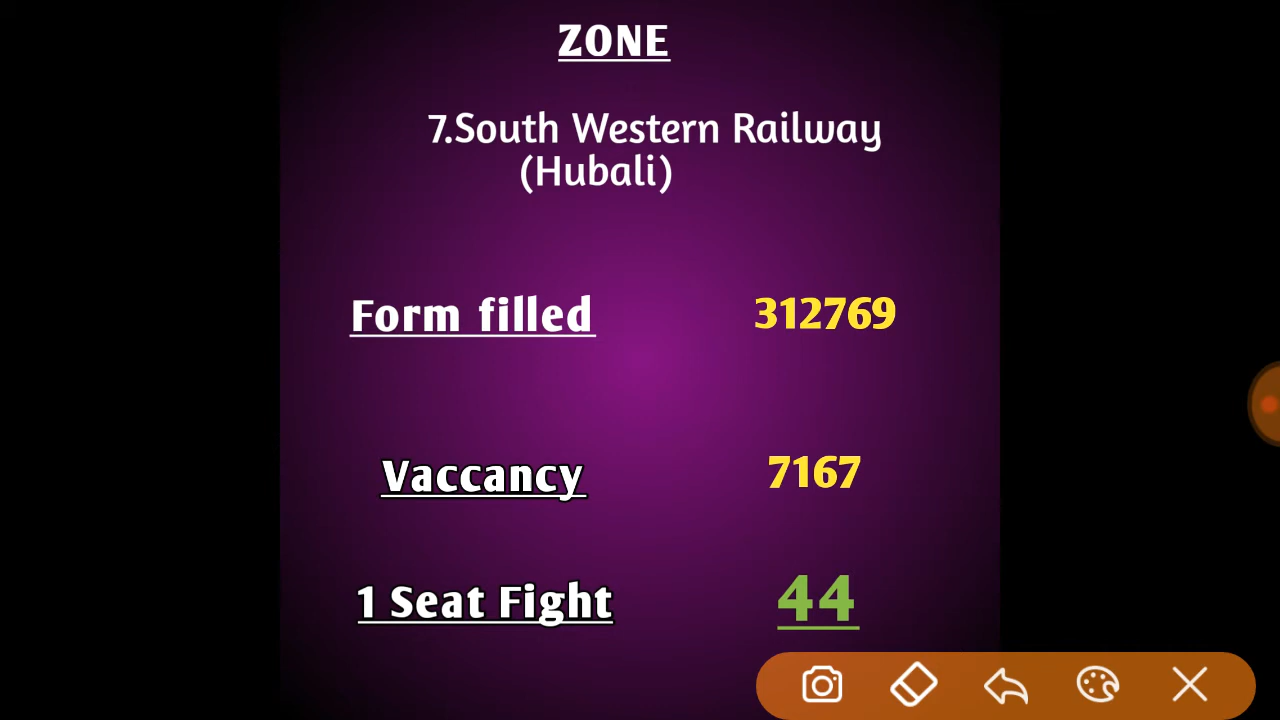 ZONE
7.South Western Railway
(Hubali)
Form filled 312769
Vaccancy 7167
1 Seat Fight 44